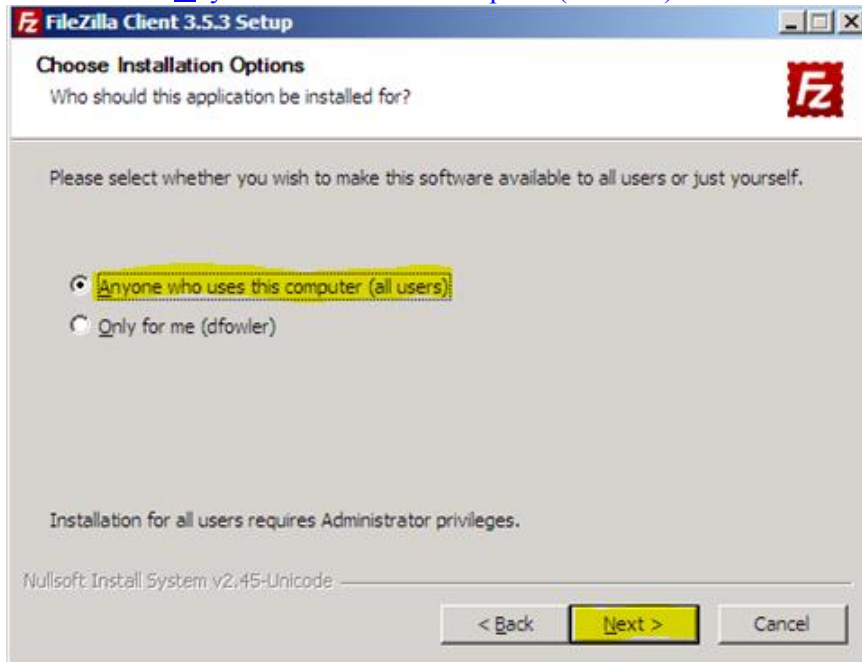 FileZilla Client 3.5.3 Setup
Choose Installation Options
Who should this application be installed for?
Fz
Please select whether you wish to make this software available to all users or just yourself.
Anyone who uses this computer (all users)
Only for me (dfowler)
Installation for all users requires Administrator privileges.
Nullsoft Install System v2.45-Unicode
< Back Next > Cancel